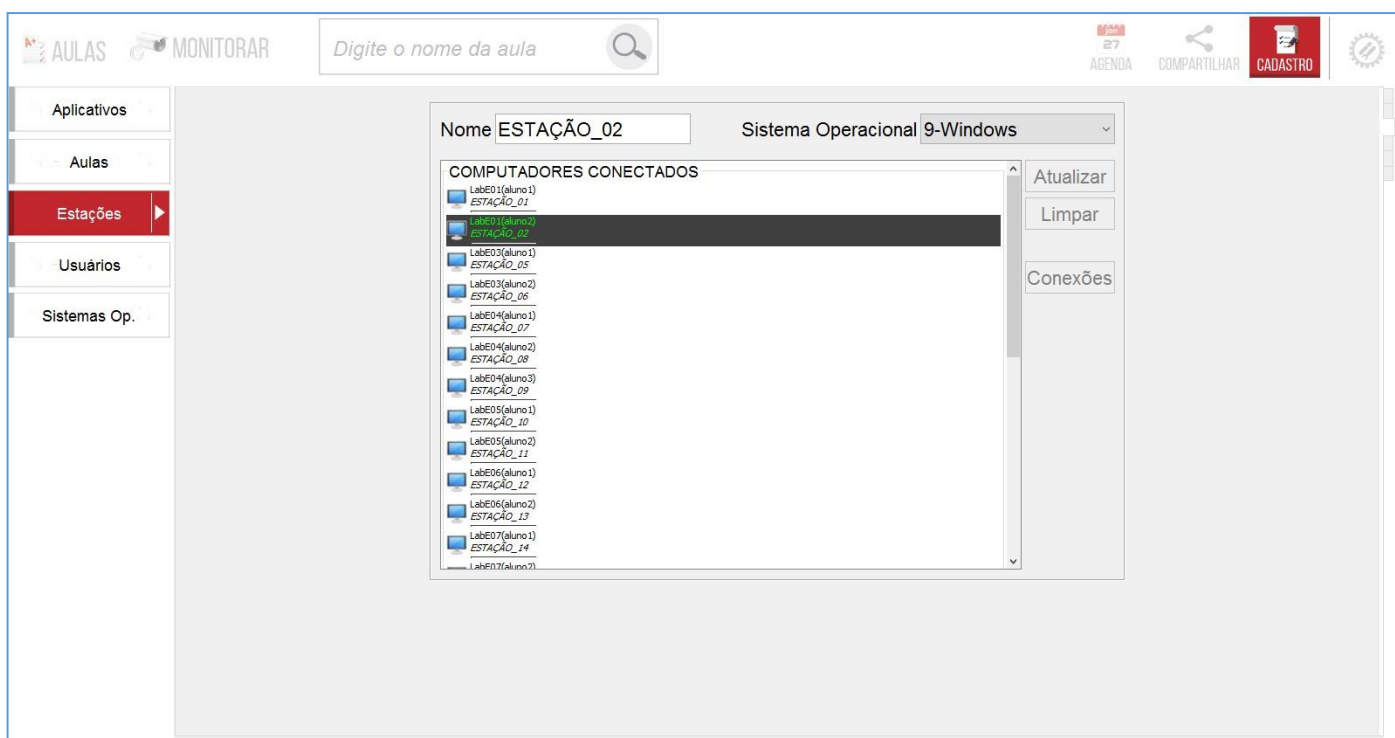 AULAS
MONITORAR
Digite o nome da aula
jan
27
AGENDA
COMPARTILHAR
CADASTRO
Aplicativos
Aulas
Estações
Usuários
Sistemas Op.
Nome ESTAÇÃO_02
Sistema Operacional 9-Windows
COMPUTADORES CONECTADOS
LabE01(aluno1)
ESTAÇÃO_01
LabE01(aluno2)
ESTAÇÃO_02
LabE03(aluno1)
ESTAÇÃO_05
LabE03(aluno2)
ESTAÇÃO_06
LabE04(aluno1)
ESTAÇÃO_07
LabE04(aluno2)
ESTAÇÃO_08
LabE04(aluno3)
ESTAÇÃO_09
LabE05(aluno1)
ESTAÇÃO_10
LabE05(aluno2)
ESTAÇÃO_11
LabE06(aluno1)
ESTAÇÃO_12
LabE06(aluno2)
ESTAÇÃO_13
LabE07(aluno1)
ESTAÇÃO_14
LabE07(aluno2)
Atualizar
Limpar
Conexões